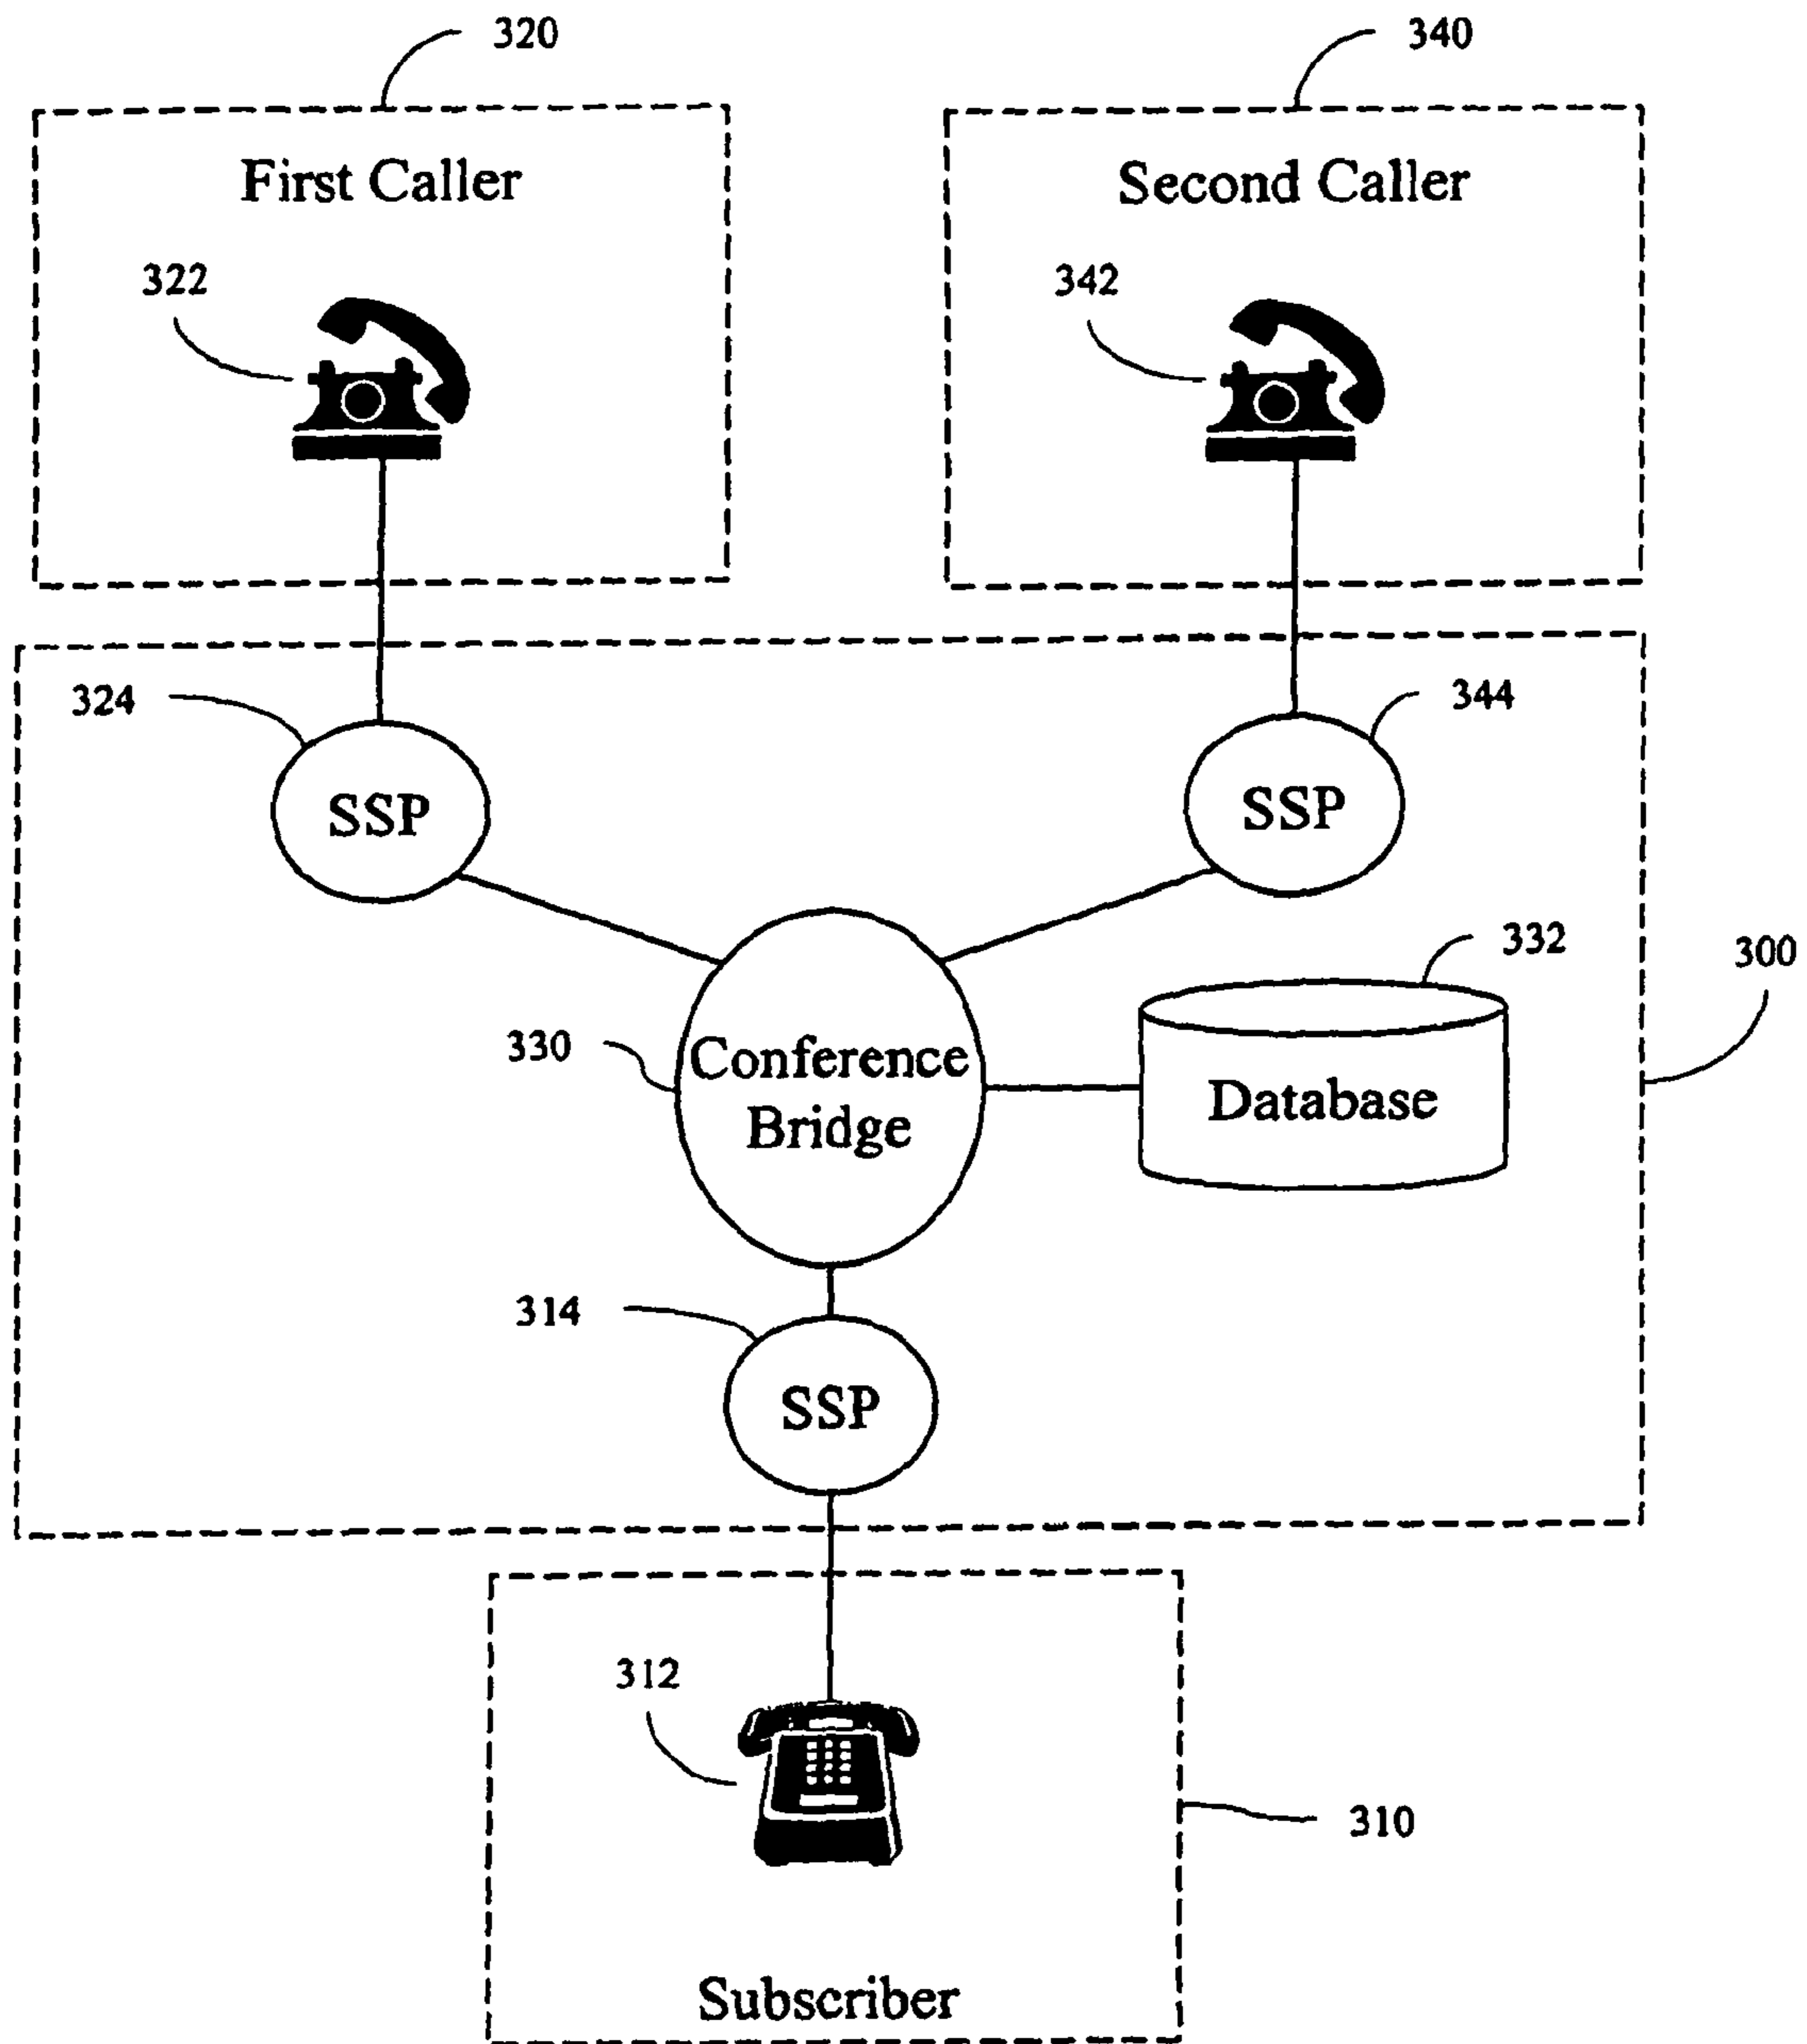 320
340
First Caller
Second Caller
322
342
324
344
SSP
SSP
332
300
330
Conference
Bridge
Database
314
SSP
312
310
Subscriber